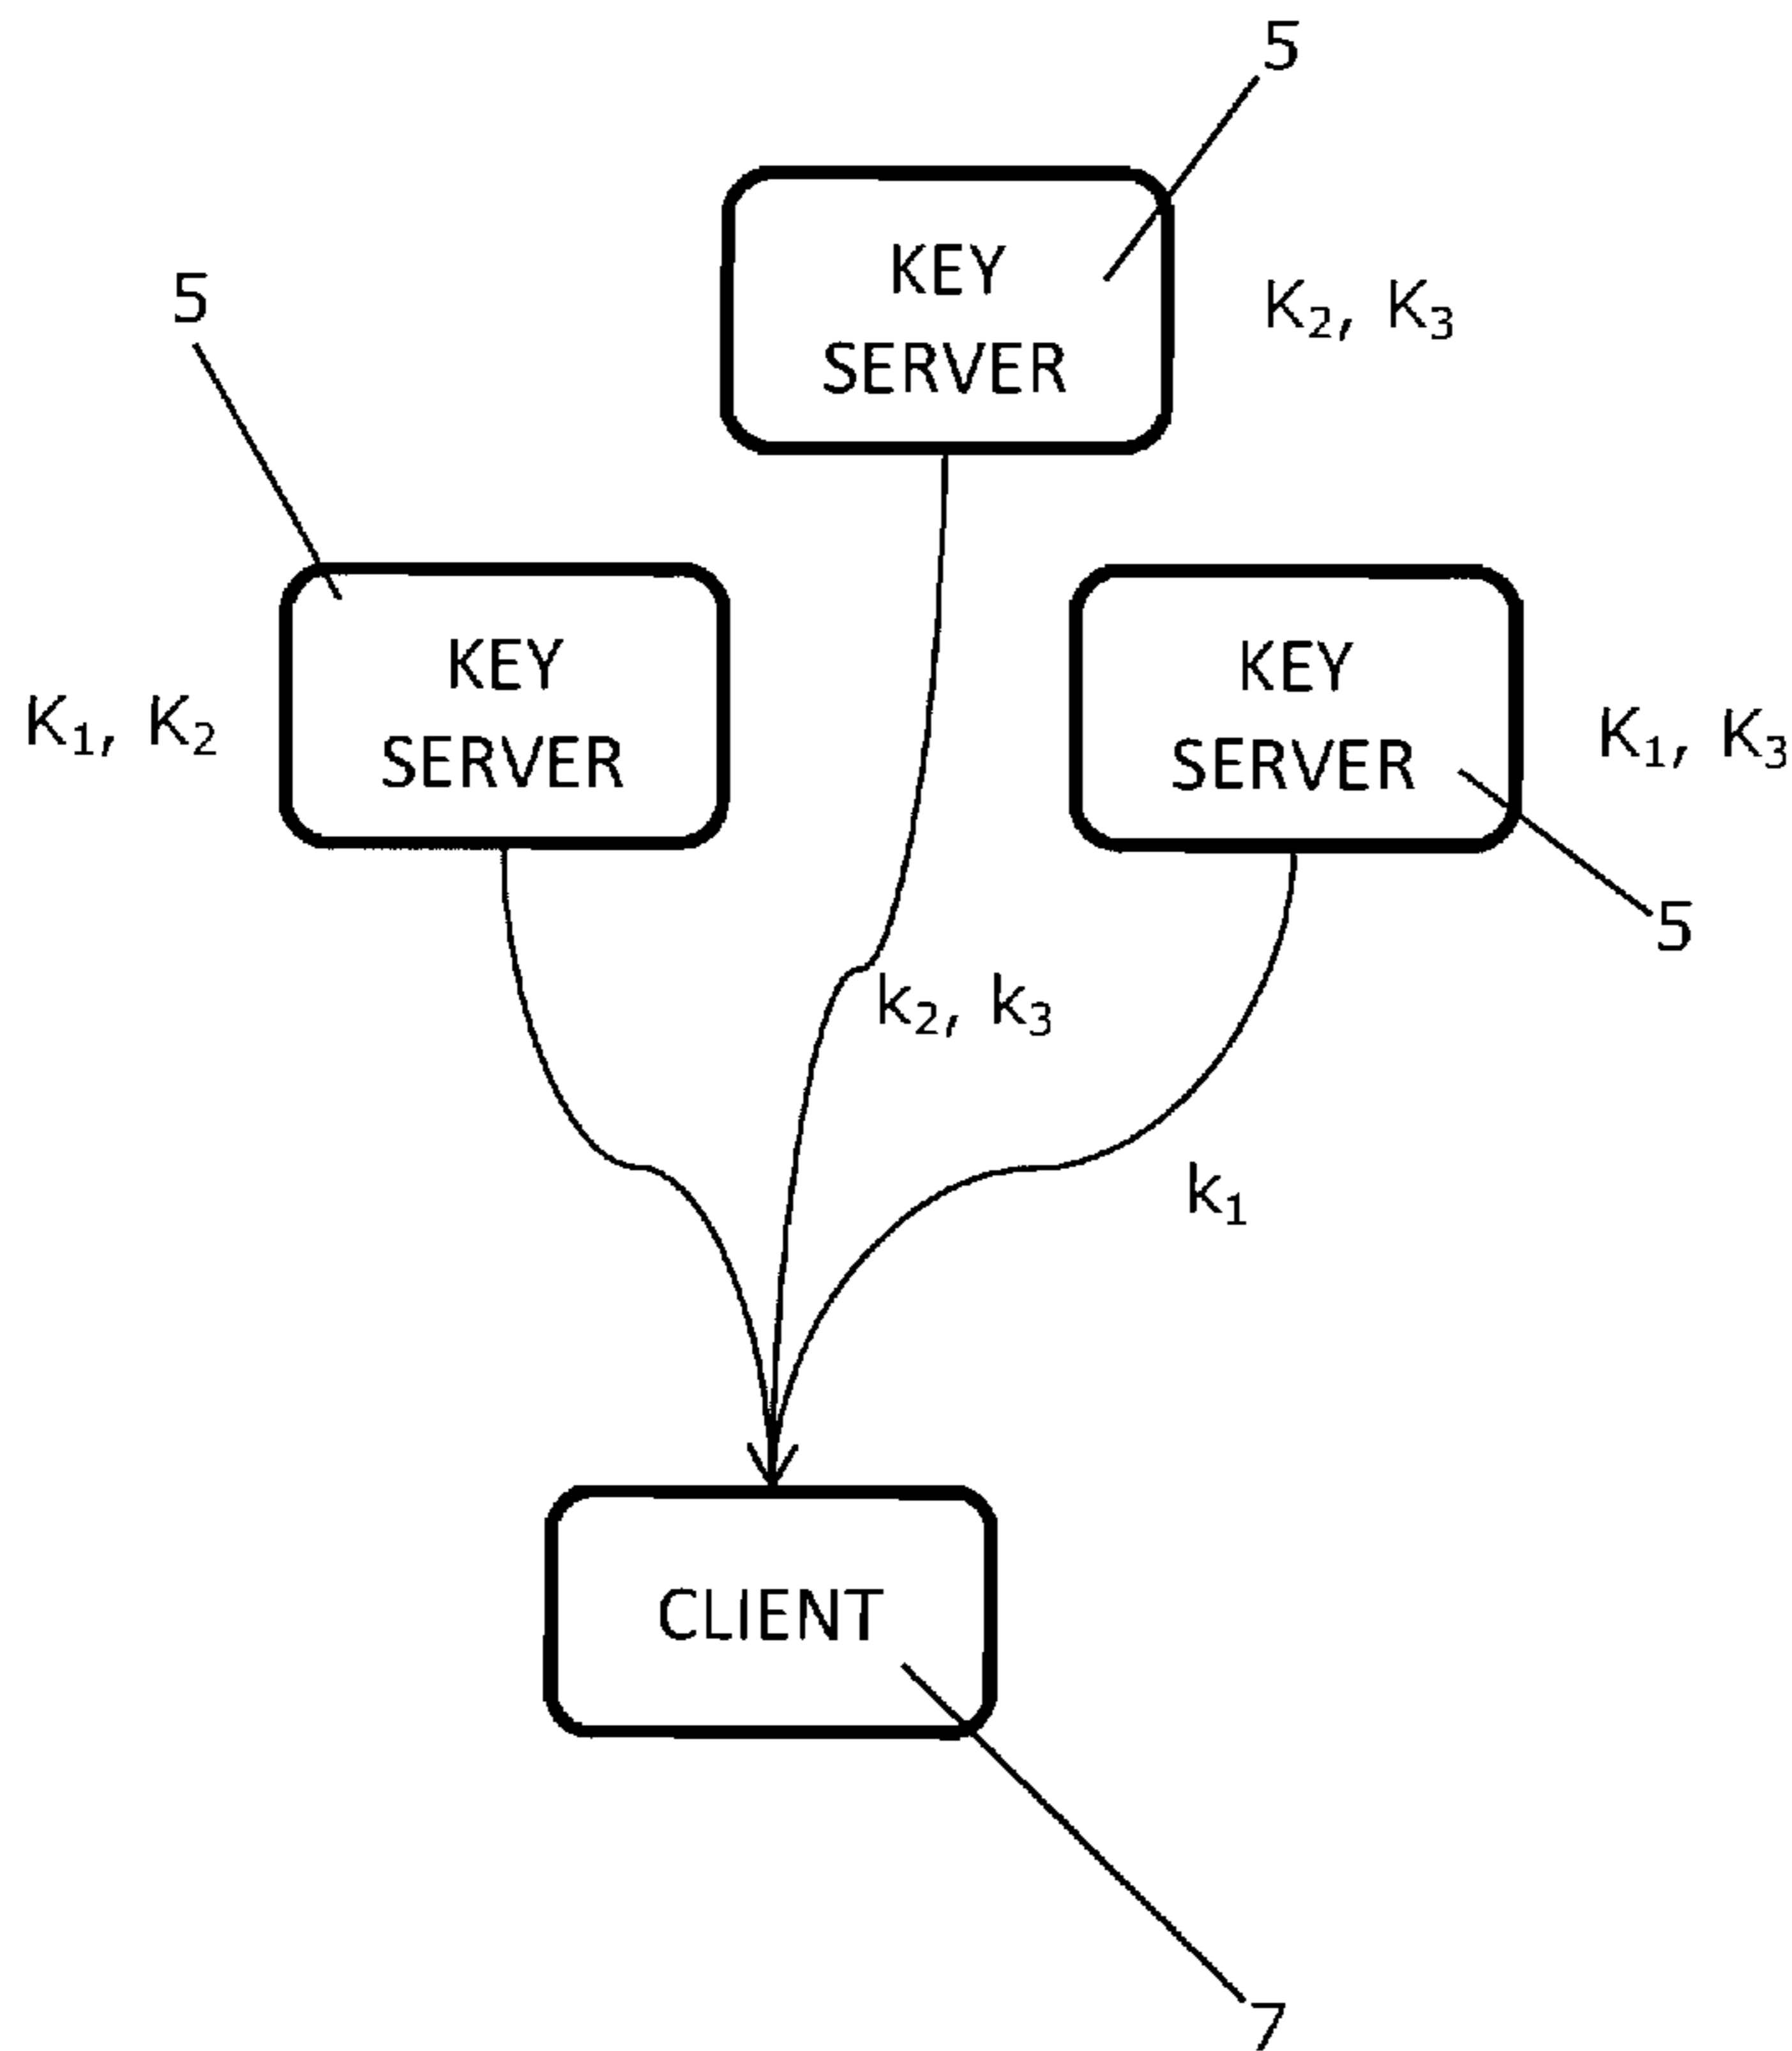 5
5
KEY
SERVER
K₂, K₃
KEY
SERVER
K₁, K₂
KEY
SERVER
K₁, K₃
5
k₂, k₃
k₁
CLIENT
7